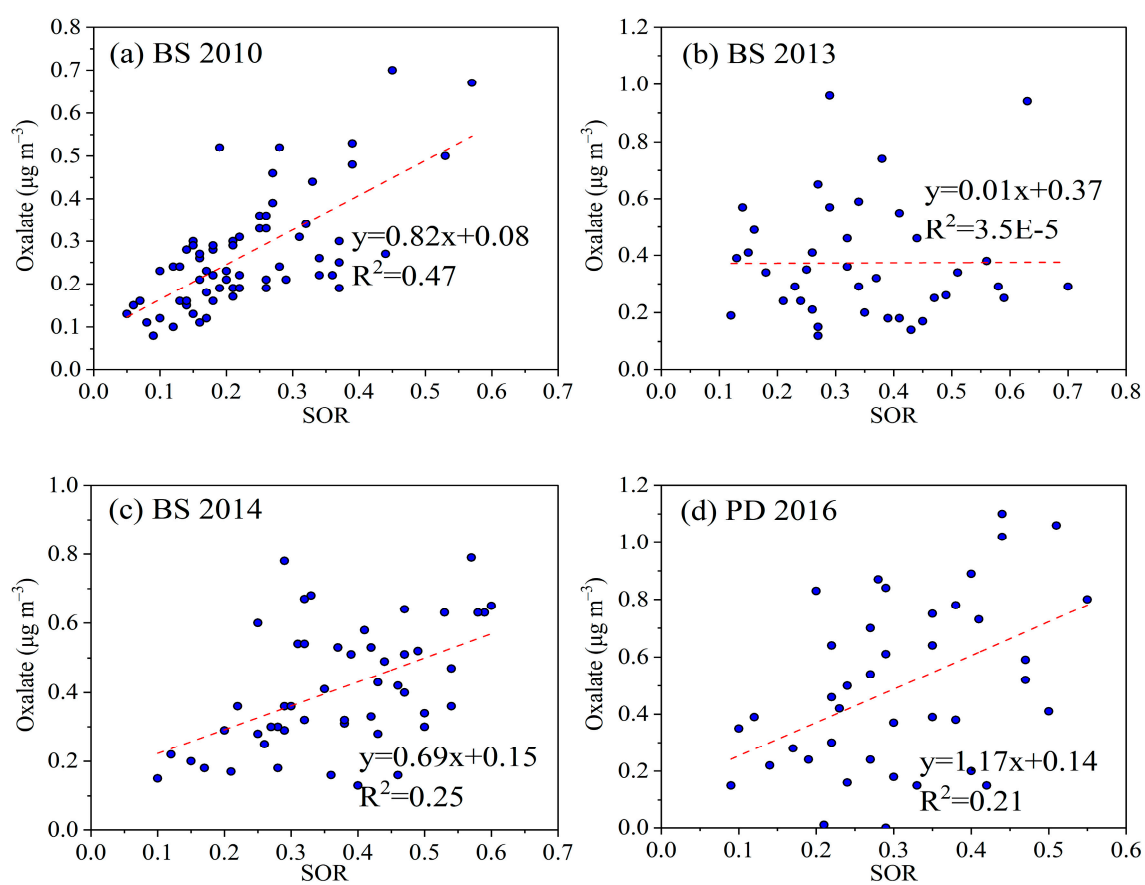 (a) BS 2010
Oxalate (µg m⁻³)
0.8
0.7
0.6
0.5
0.4
0.3
0.2
0.1
0.0
y=0.82x+0.08
R²=0.47
0.0 0.1 0.2 0.3 0.4 0.5 0.6 0.7
SOR
(b) BS 2013
Oxalate (µg m⁻³)
1.2
1.0
0.8
0.6
0.4
0.2
0.0
y=0.01x+0.37
R²=3.5E-5
0.0 0.1 0.2 0.3 0.4 0.5 0.6 0.7 0.8
SOR
(c) BS 2014
Oxalate (µg m⁻³)
1.0
0.8
0.6
0.4
0.2
0.0
y=0.69x+0.15
R²=0.25
0.0 0.1 0.2 0.3 0.4 0.5 0.6 0.7
SOR
(d) PD 2016
Oxalate (µg m⁻³)
1.2
1.0
0.8
0.6
0.4
0.2
0.0
y=1.17x+0.14
R²=0.21
0.0 0.1 0.2 0.3 0.4 0.5 0.6
SOR